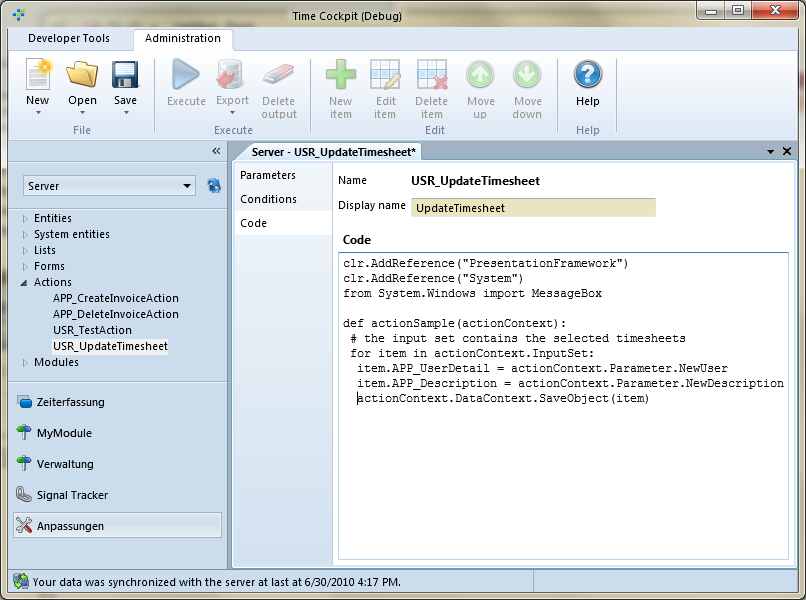 Time Cockpit (Debug)
Developer Tools
Administration
New
Open
Save
Execute
Export
Delete output
New item
Edit item
Delete item
Move up
Move down
Help
File
Execute
Edit
Help
Server - USR_UpdateTimesheet*
Server
Entities
System entities
Lists
Forms
Actions
APP_CreateInvoiceAction
APP_DeleteInvoiceAction
USR_TestAction
USR_UpdateTimesheet
Modules
Zeiterfassung
MyModule
Verwaltung
Signal Tracker
Anpassungen
Parameters
Conditions
Code
Name USR_UpdateTimesheet
Display name UpdateTimesheet
Code
clr.AddReference("PresentationFramework")
clr.AddReference("System")
from System.Windows import MessageBox
def actionSample(actionContext):
# the input set contains the selected timesheets
for item in actionContext.InputSet:
item.APP_UserDetail = actionContext.Parameter.NewUser
item.APP_Description = actionContext.Parameter.NewDescription
actionContext.DataContext.SaveObject(item)
Your data was synchronized with the server at last at 6/30/2010 4:17 PM.